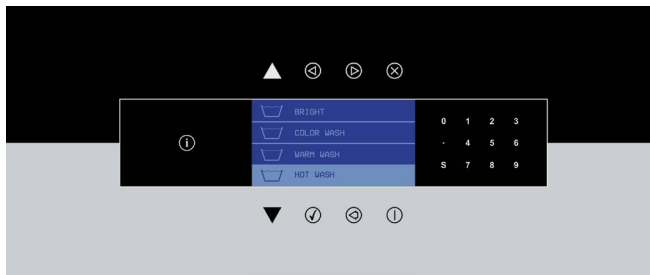 i
BRIGHT
COLOR WASH
WARM WASH
HOT WASH
0 1 2 3
· 4 5 6
S 7 8 9